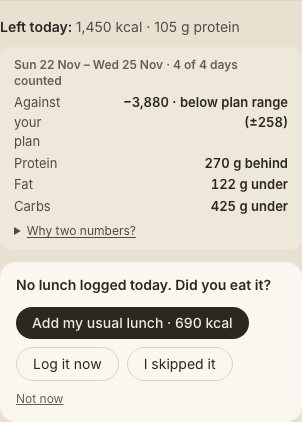 Left today: 1,450 kcal · 105 g protein
Sun 22 Nov – Wed 25 Nov · 4 of 4 days
counted
Against your plan −3,880 · below plan range (±258)
Protein 270 g behind
Fat 122 g under
Carbs 425 g under
▶ Why two numbers?
No lunch logged today. Did you eat it?
Add my usual lunch · 690 kcal
Log it now I skipped it
Not now